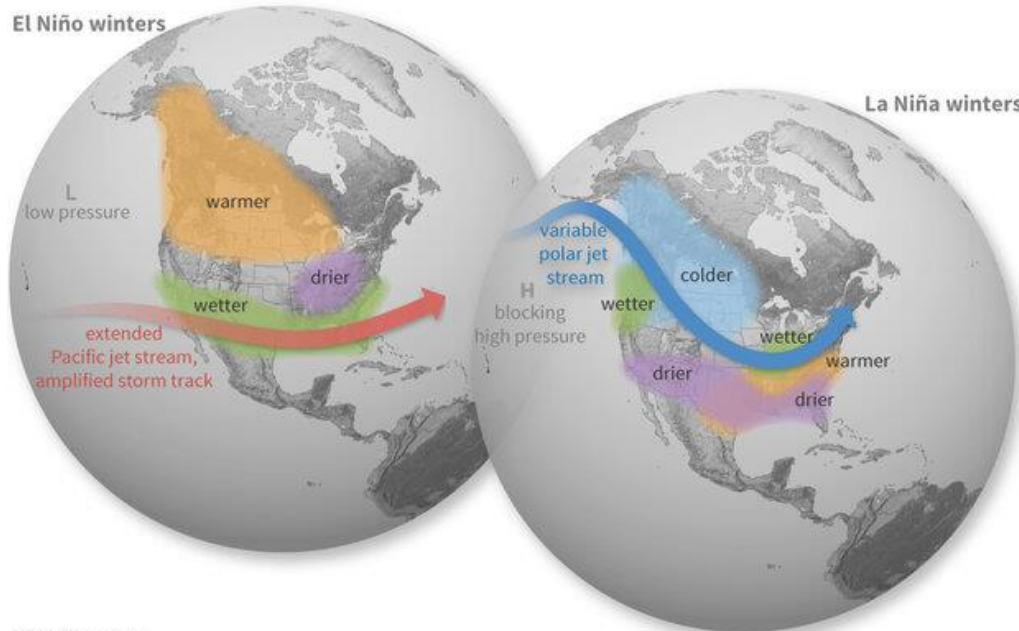 El Niño winters
L
low pressure
warmer
drier
wetter
extended
Pacific jet stream,
amplified storm track
La Niña winters
variable
polar jet
stream
colder
H
blocking
high pressure
wetter
wetter
warmer
drier
drier